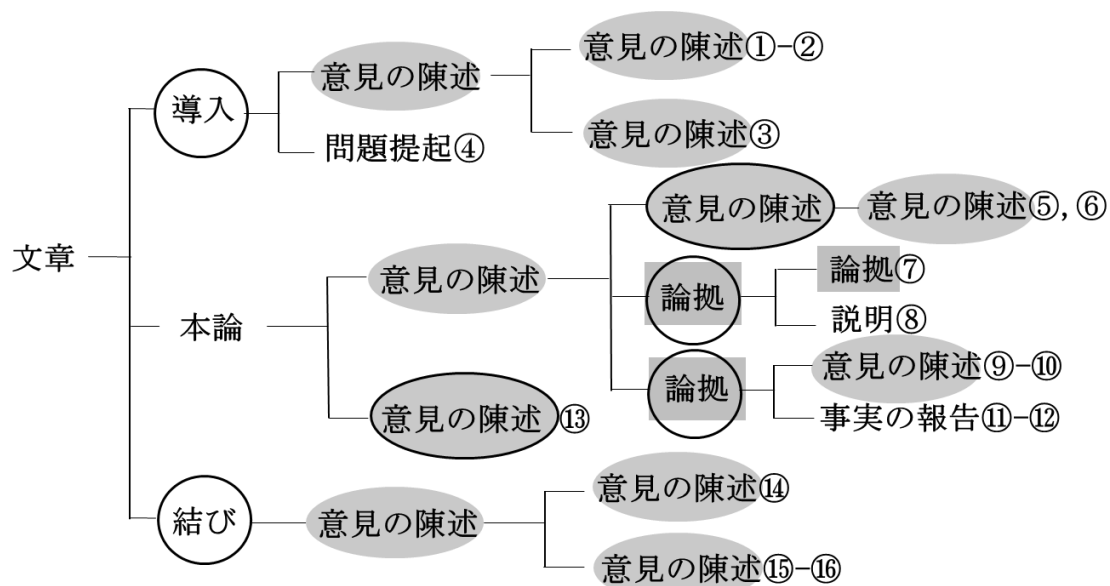 意見の陳述①-②
意見の陳述
導入
意見の陳述③
問題提起④
意見の陳述
意見の陳述⑤,⑥
文章
意見の陳述
論拠
論拠⑦
説明⑧
本論
論拠
意見の陳述⑨-⑩
事実の報告⑪-⑫
意見の陳述⑬
結び
意見の陳述
意見の陳述⑭
意見の陳述⑮-⑯